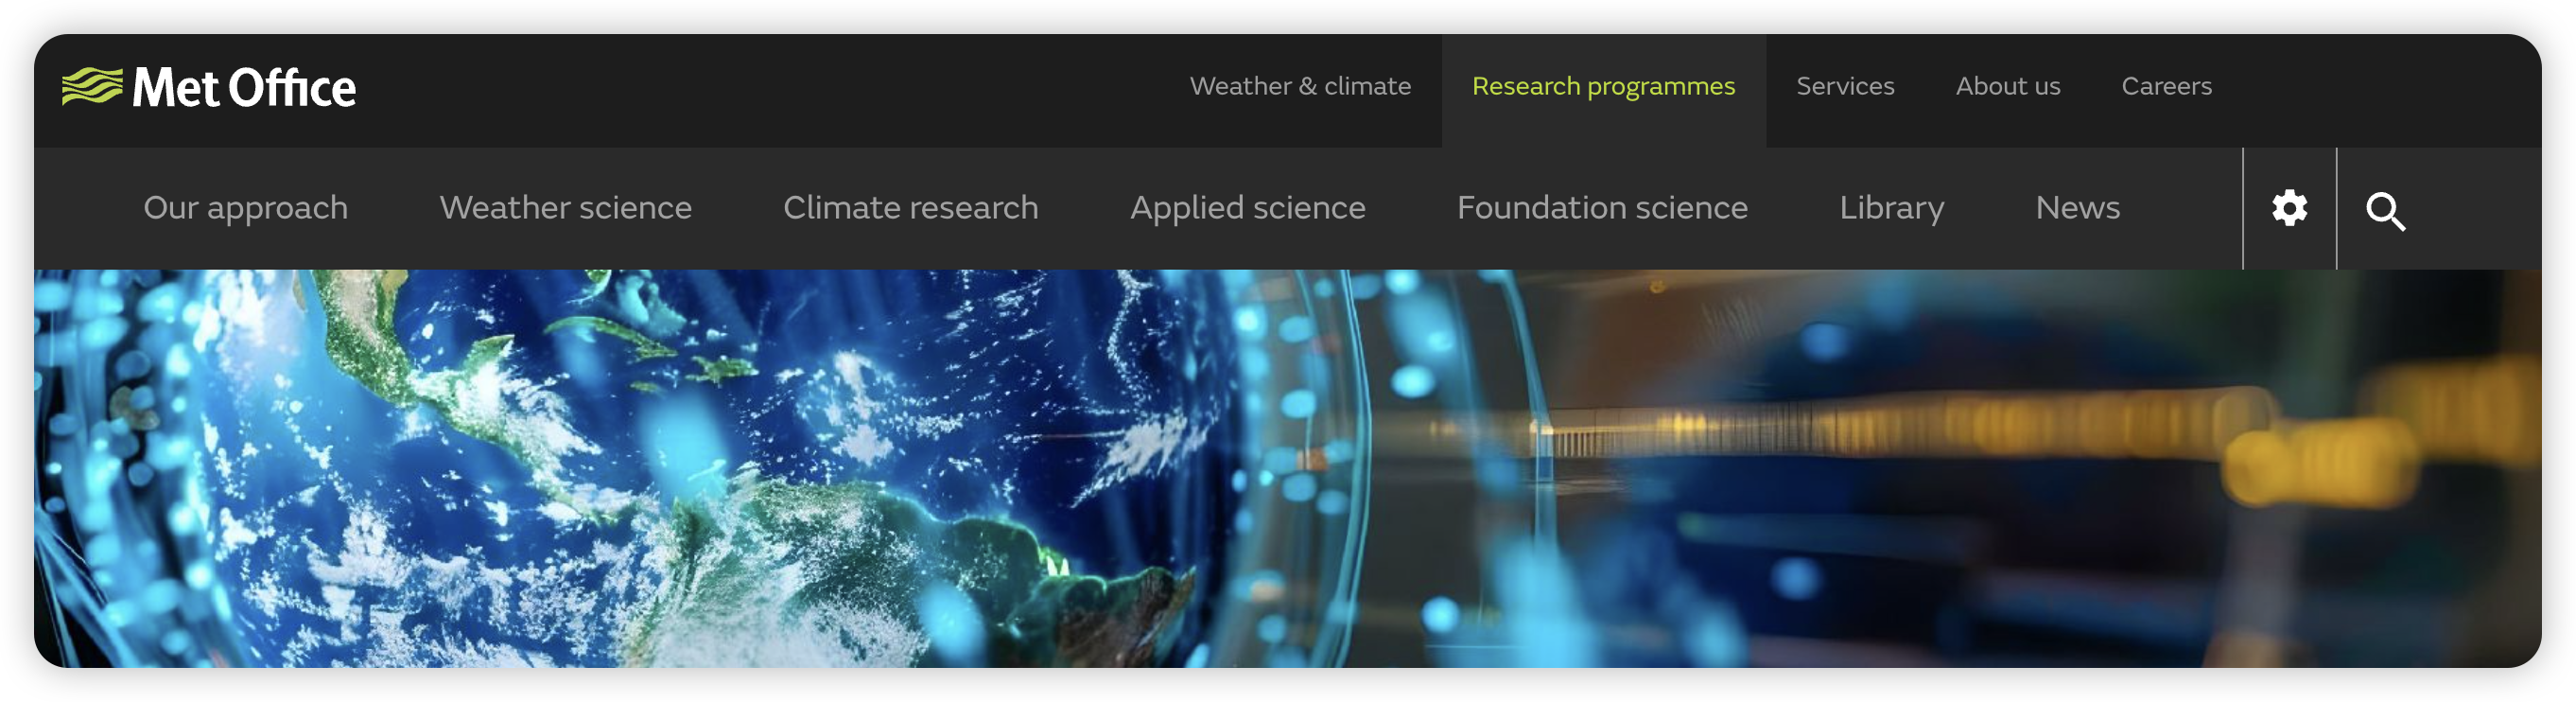 Met Office Weather & climate Research programmes Services About us Careers
Our approach Weather science Climate research Applied science Foundation science Library News